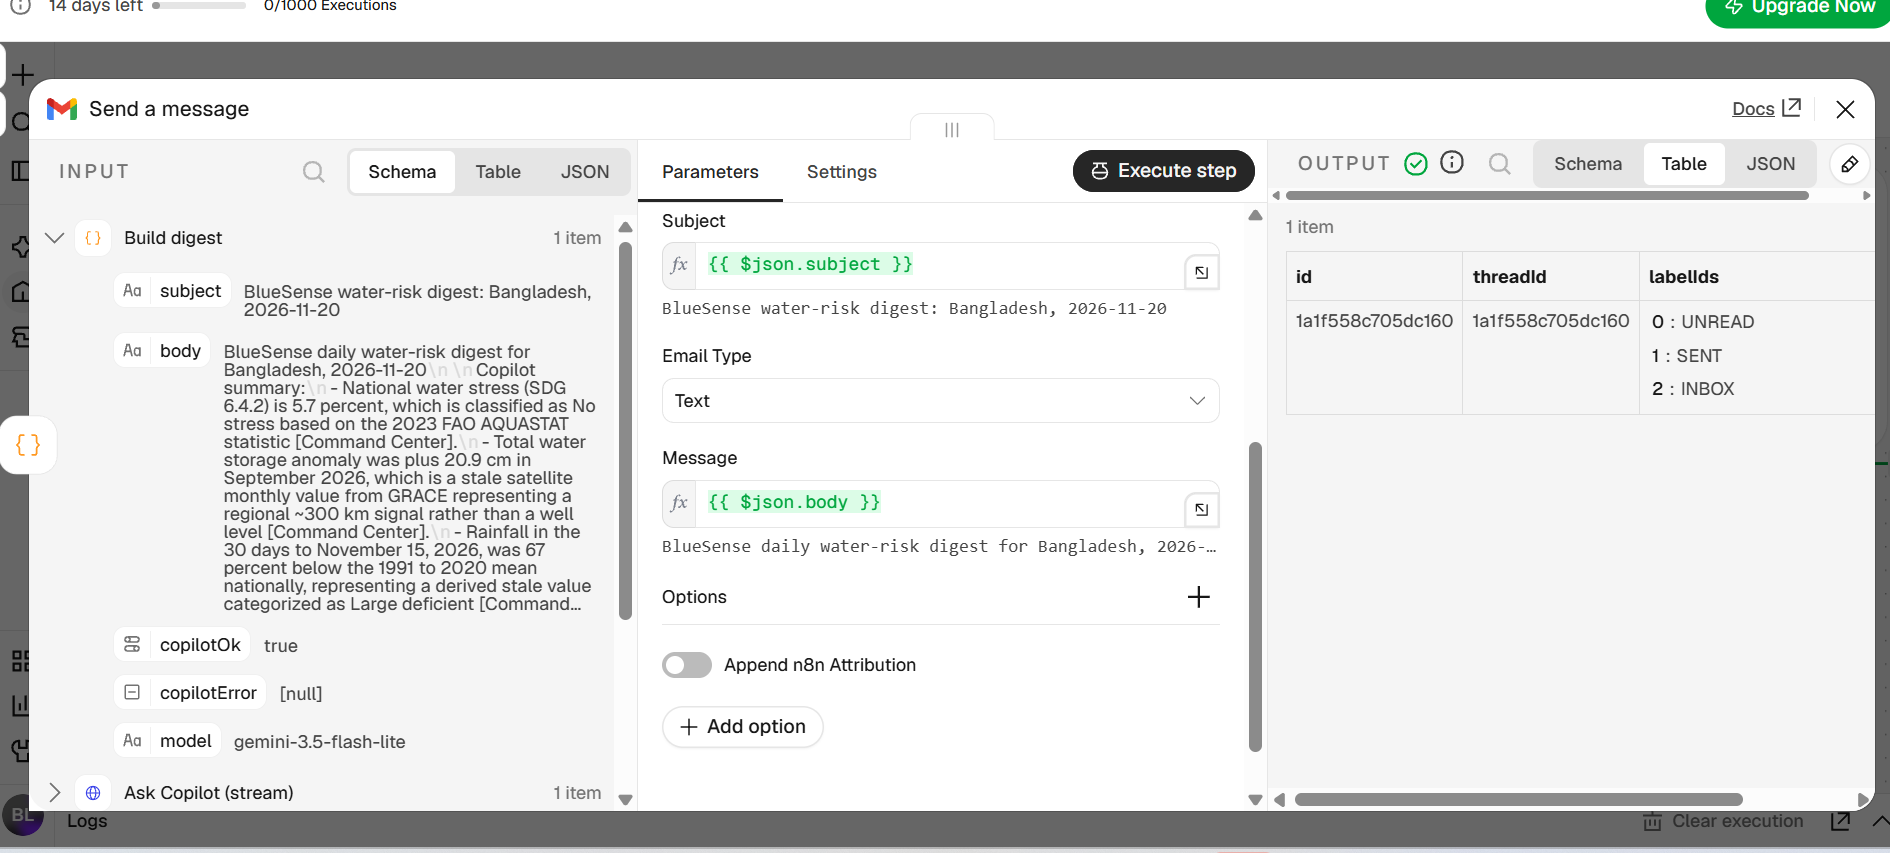 14 days left
0/1000 Executions
Upgrade Now
Send a message
Docs
INPUT
Schema
Table
JSON
Build digest
1 item
Aa subject
BlueSense water-risk digest: Bangladesh,
2026-11-20
Aa body
BlueSense daily water-risk digest for
Bangladesh, 2026-11-20\n \n Copilot
summary:\n - National water stress (SDG
6.4.2) is 5.7 percent, which is classified as No
stress based on the 2023 FAO AQUASTAT
statistic [Command Center].\n - Total water
storage anomaly was plus 20.9 cm in
September 2026, which is a stale satellite
monthly value from GRACE representing a
regional ~300 km signal rather than a well
level [Command Center].\n - Rainfall in the
30 days to November 15, 2026, was 67
percent below the 1991 to 2020 mean
nationally, representing a derived stale value
categorized as Large deficient [Command...
copilotOk true
copilotError [null]
Aa model gemini-3.5-flash-lite
Ask Copilot (stream)
1 item
Parameters
Settings
Execute step
Subject
fx {{ $json.subject }}
BlueSense water-risk digest: Bangladesh, 2026-11-20
Email Type
Text
Message
fx {{ $json.body }}
BlueSense daily water-risk digest for Bangladesh, 2026-...
Options
Append n8n Attribution
Add option
OUTPUT
Schema
Table
JSON
1 item
id threadId labelIds
1a1f558c705dc160 1a1f558c705dc160 0 : UNREAD
1 : SENT
2 : INBOX
BL
Logs
Clear execution